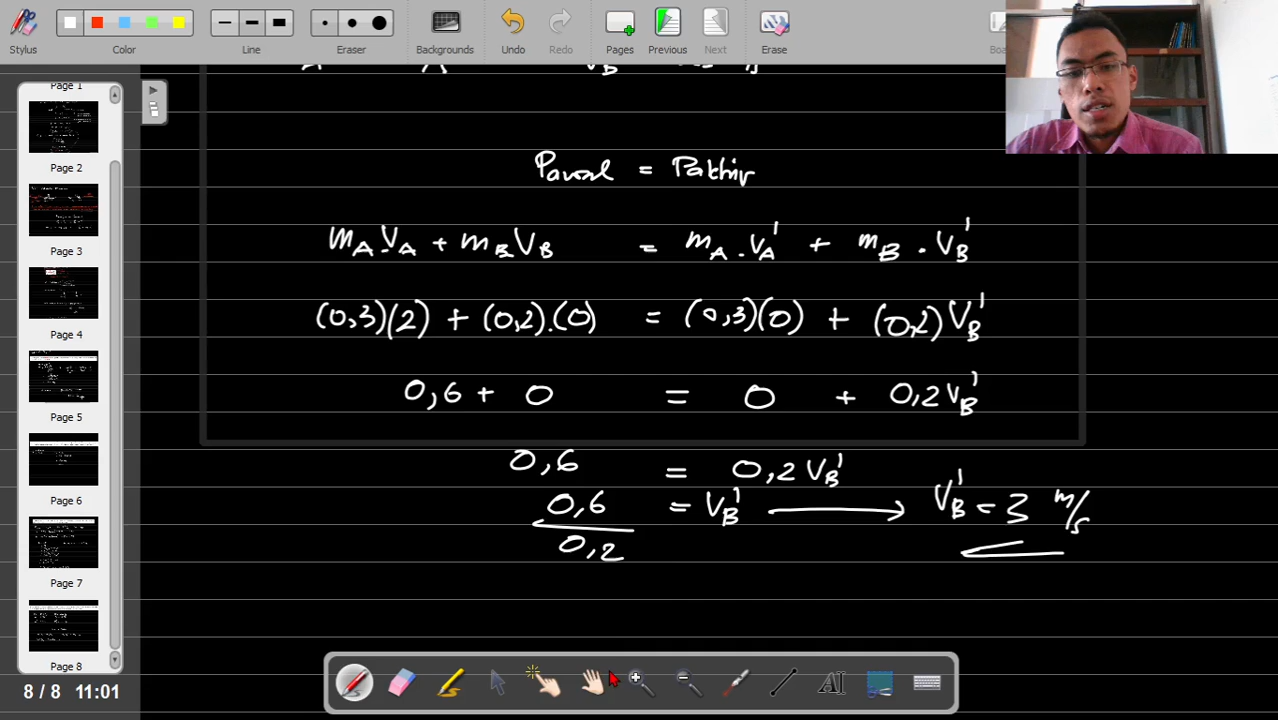 Stylus
Color
Line
Eraser
Backgrounds
Undo
Redo
Pages
Previous
Next
Erase
Page 1
Page 2
Page 3
Page 4
Page 5
Page 6
Page 7
Page 8
8 / 8 11:01
Pawal = Pakhir
mA.VA + mB.VB = mA.VA' + mB.VB'
(0,3)(2) + (0,2).(0) = (0,3)(0) + (0,2)VB'
0,6 + 0 = 0 + 0,2VB'
0,6 = 0,2VB'
0,6 = VB' → VB' = 3 m/s
0,2